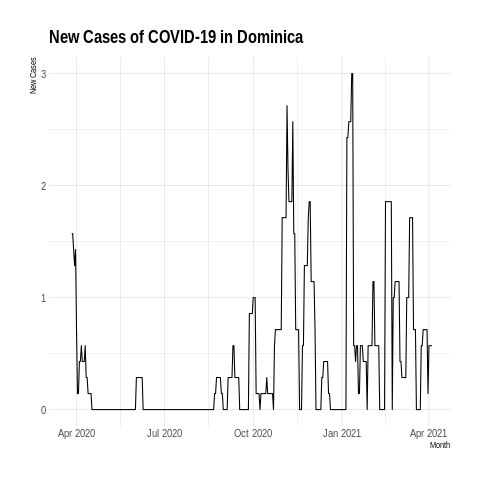 New Cases of COVID-19 in Dominica
New Cases
3
2
1
0
Apr 2020 Jul 2020 Oct 2020 Jan 2021 Apr 2021
Month